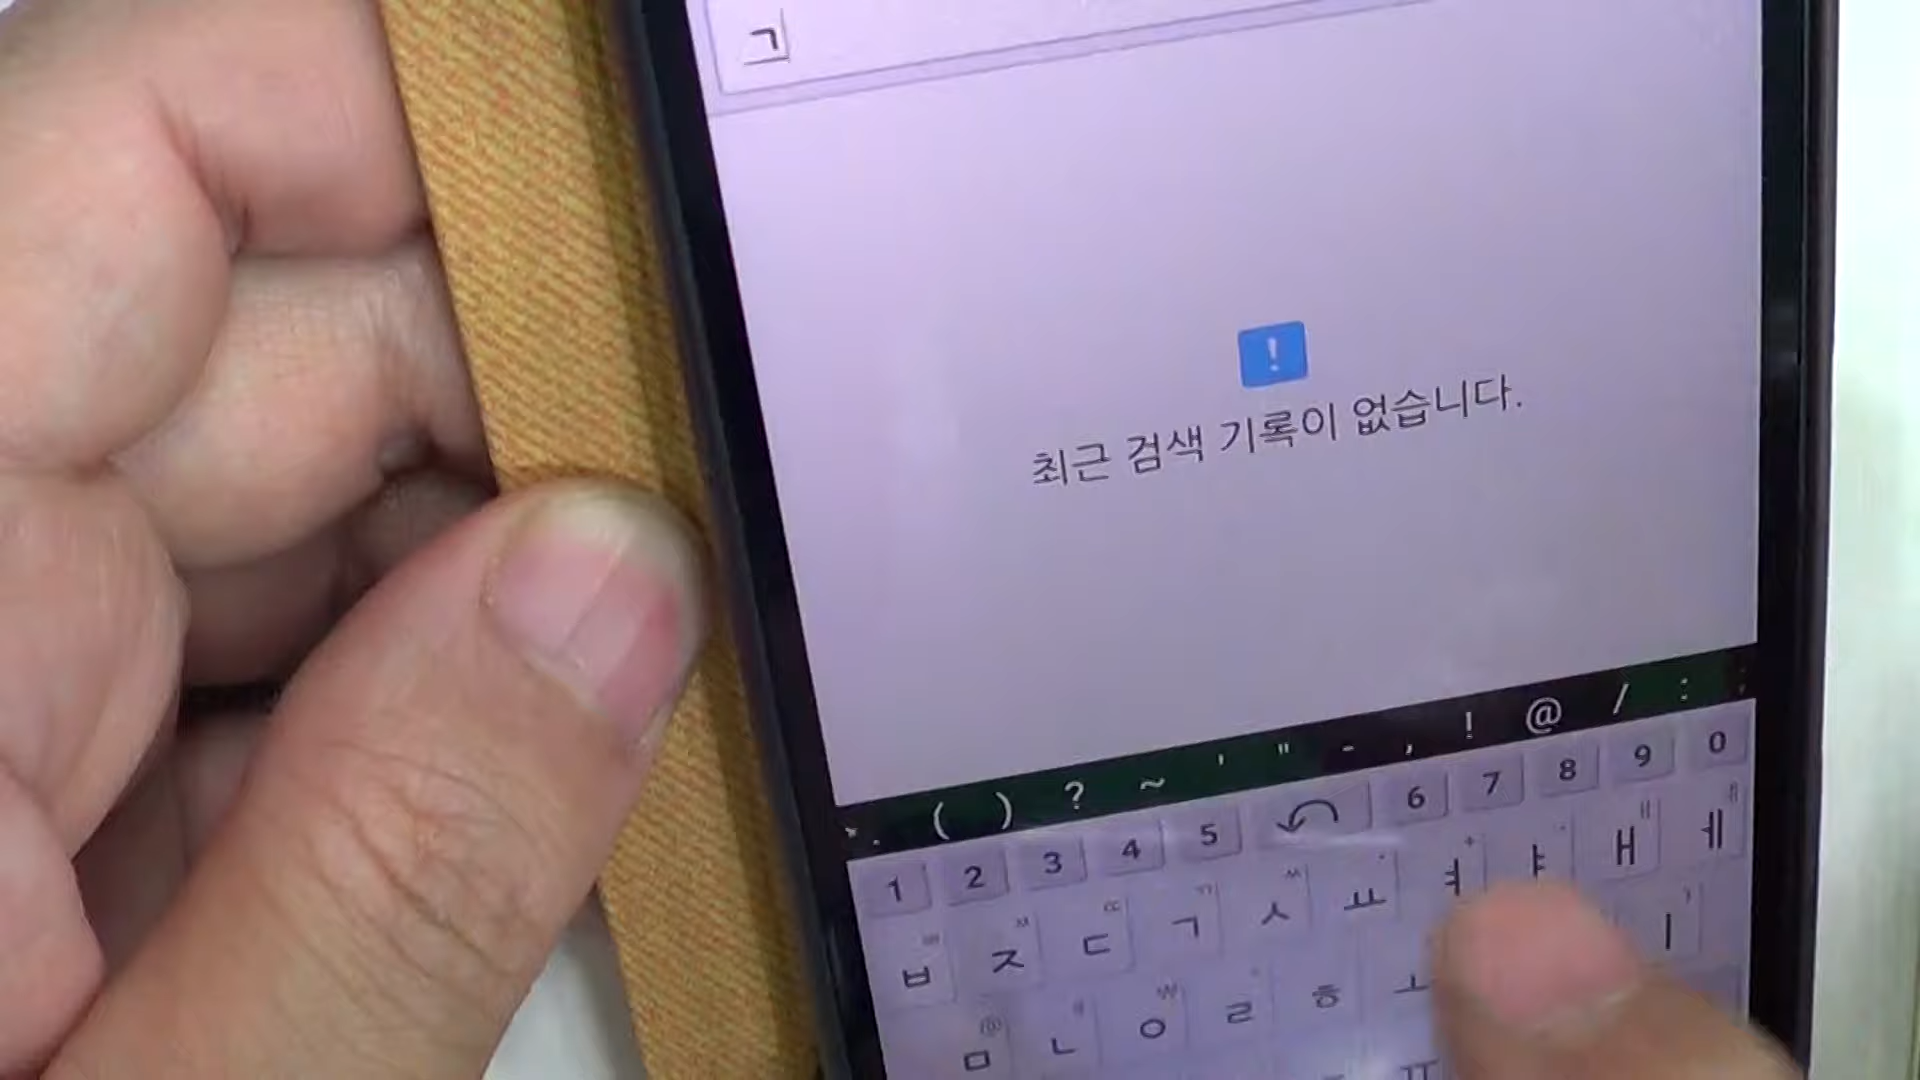 ㄱ
!
최근 검색 기록이 없습니다.
. ( ) ? ~ ' " - , ! @ / : ;
1 2 3 4 5 6 7 8 9 0
ㅂ ㅈ ㄷ ㄱ ㅅ ㅛ ㅕ ㅑ ㅐ ㅔ
ㅁ ㄴ ㅇ ㄹ ㅎ ㅗ ㅣ
ㅠ